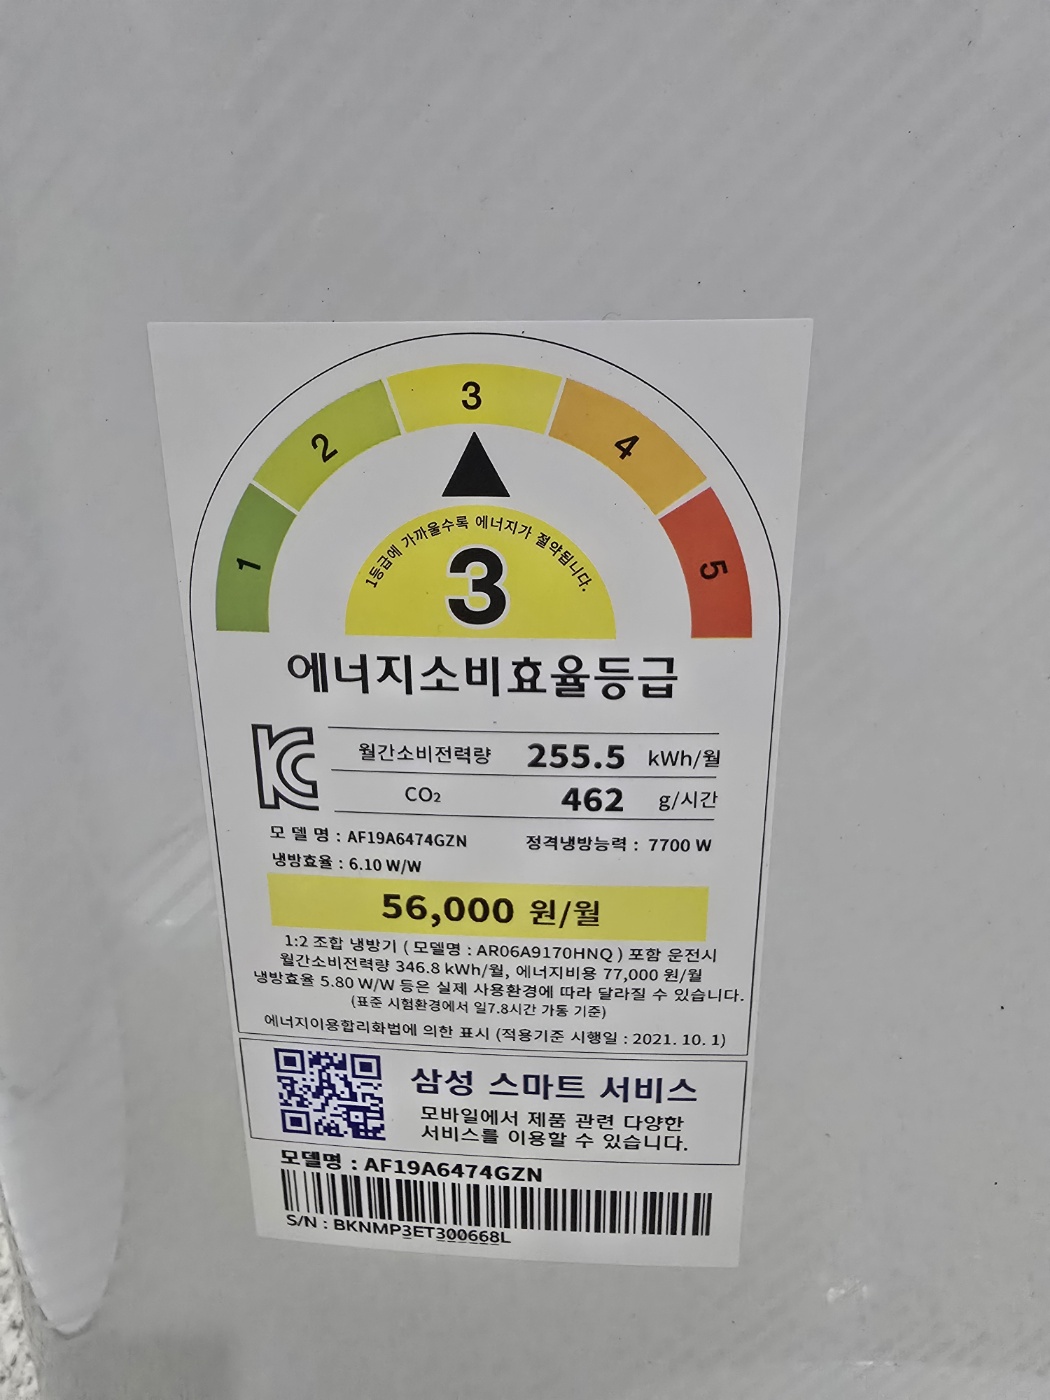 1
2
3
4
5
1등급에 가까울수록 에너지가 절약됩니다.
3
에너지소비효율등급
월간소비전력량 255.5 kWh/월
CO₂ 462 g/시간
모 델 명 : AF19A6474GZN 정격냉방능력 : 7700 W
냉방효율 : 6.10 W/W
56,000 원/월
1:2 조합 냉방기 ( 모델명 : AR06A9170HNQ ) 포함 운전시
월간소비전력량 346.8 kWh/월, 에너지비용 77,000 원/월
냉방효율 5.80 W/W 등은 실제 사용환경에 따라 달라질 수 있습니다.
(표준 시험환경에서 일7.8시간 가동 기준)
에너지이용합리화법에 의한 표시 (적용기준 시행일 : 2021. 10. 1)
삼성 스마트 서비스
모바일에서 제품 관련 다양한
서비스를 이용할 수 있습니다.
모델명 : AF19A6474GZN
S/N : BKNMP3ET300668L